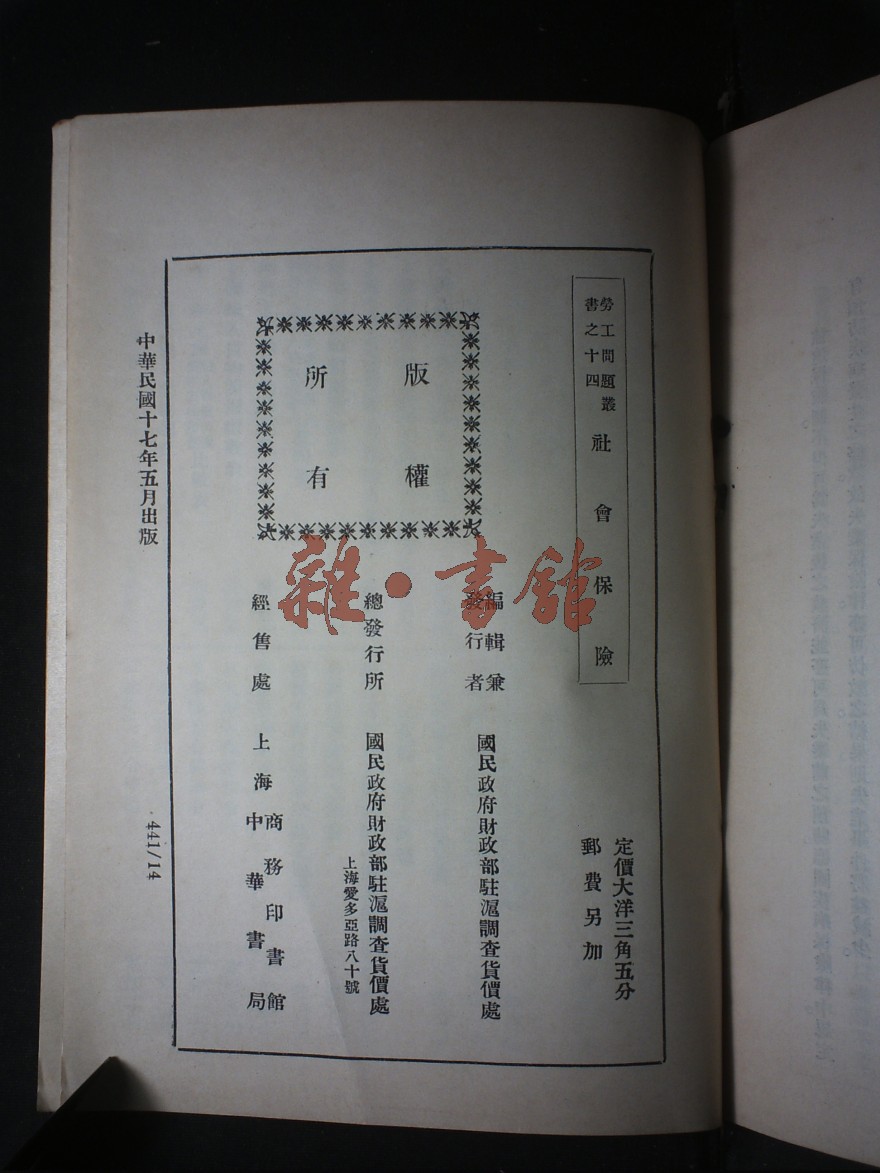 勞工問題叢
書之十四
社會保險
定價大洋三角五分
郵費另加
版權
所有
編輯兼
發行者
國民政府財政部駐滬調查貨價處
總發行所
國民政府財政部駐滬調查貨價處
上海愛多亞路八十號
經售處
上海
商務印書館
中華書局
中華民國十七年五月出版
441/14
雜·書館